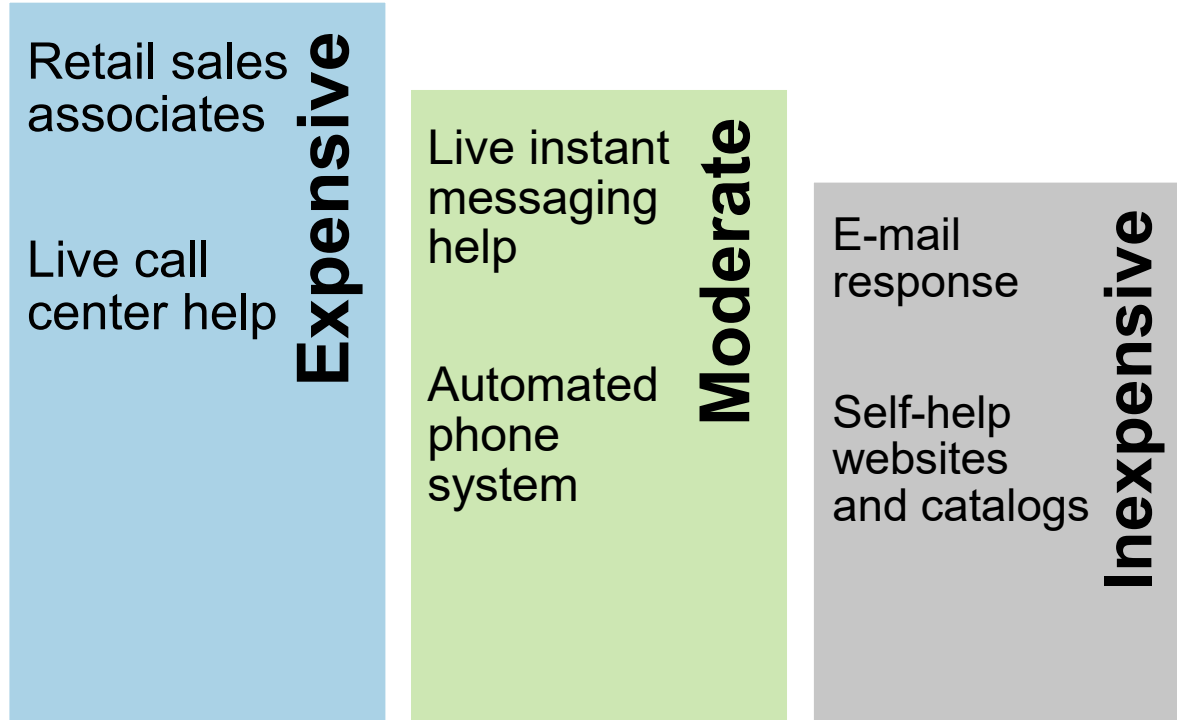 Retail sales
associates
Live call
center help
Expensive
Live instant
messaging
help
Automated
phone
system
Moderate
E-mail
response
Self-help
websites
and catalogs
Inexpensive